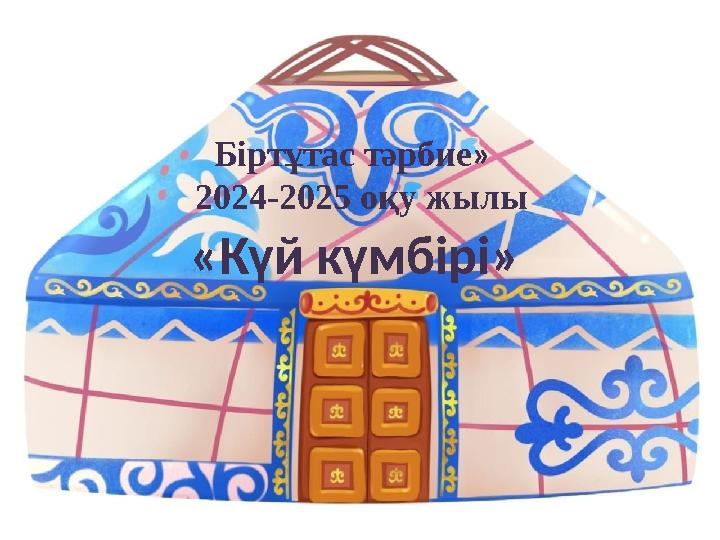 Біртұтас тәрбие»
2024-2025 оқу жылы
«Күй күмбірі»